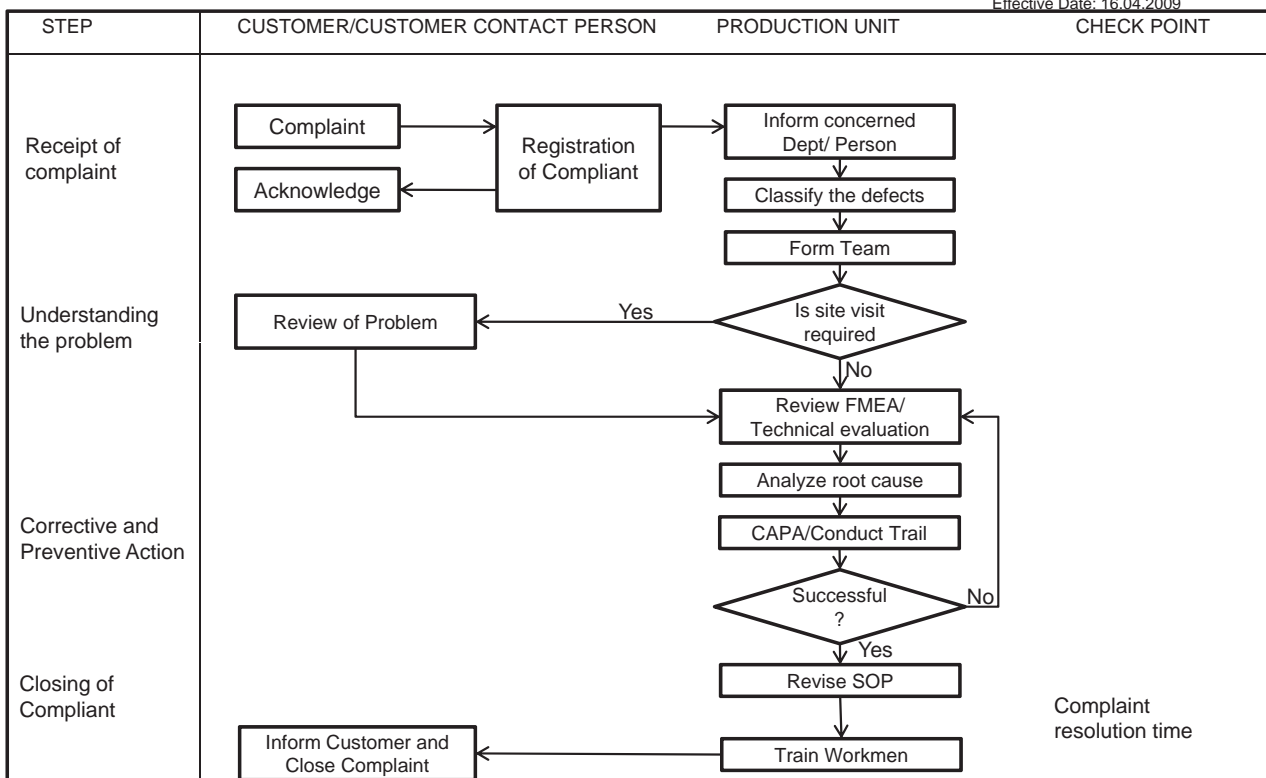 Effective Date: 16.04.2009
STEP
CUSTOMER/CUSTOMER CONTACT PERSON
PRODUCTION UNIT
CHECK POINT
Receipt of
complaint
Complaint
Acknowledge
Registration
of Compliant
Inform concerned
Dept/ Person
Classify the defects
Form Team
Understanding
the problem
Review of Problem
Yes
Is site visit
required
No
Review FMEA/
Technical evaluation
Analyze root cause
Corrective and
Preventive Action
CAPA/Conduct Trail
Successful
?
No
Yes
Closing of
Compliant
Revise SOP
Complaint
resolution time
Inform Customer and
Close Complaint
Train Workmen